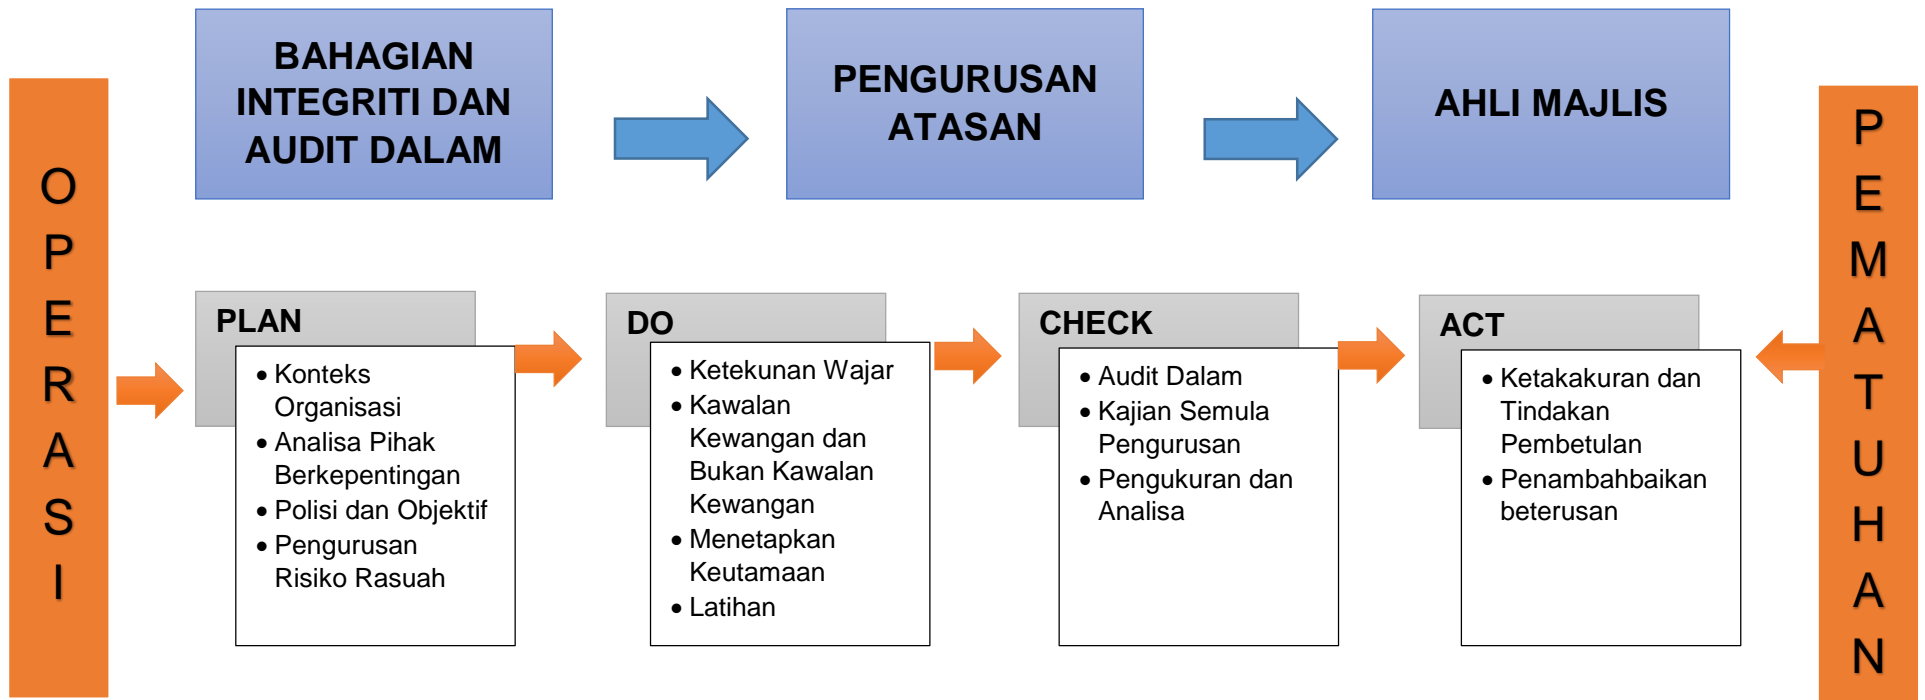 BAHAGIAN
INTEGRITI DAN
AUDIT DALAM
PENGURUSAN
ATASAN
AHLI MAJLIS
OPERASI
PLAN
• Konteks
Organisasi
• Analisa Pihak
Berkepentingan
• Polisi dan Objektif
• Pengurusan
Risiko Rasuah
DO
• Ketekunan Wajar
• Kawalan
Kewangan dan
Bukan Kawalan
Kewangan
• Menetapkan
Keutamaan
• Latihan
CHECK
• Audit Dalam
• Kajian Semula
Pengurusan
• Pengukuran dan
Analisa
ACT
• Ketakakuran dan
Tindakan
Pembetulan
• Penambahbaikan
beterusan
PEMATUHAN